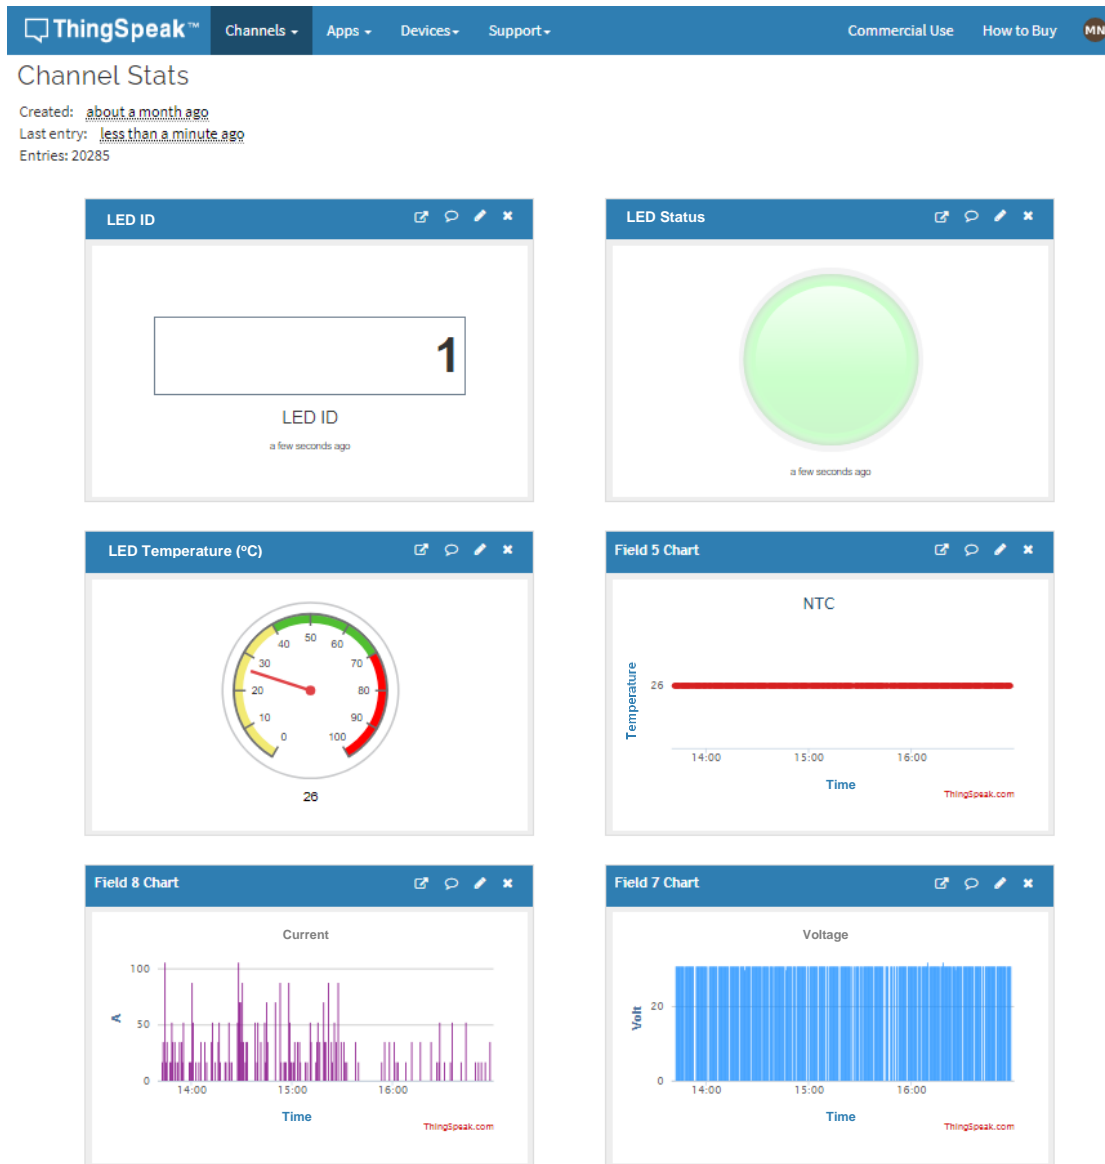 ThingSpeak™ Channels Apps Devices Support Commercial Use How to Buy MN
Channel Stats
Created: about a month ago
Last entry: less than a minute ago
Entries: 20285
LED ID
1
LED ID
a few seconds ago
LED Status
a few seconds ago
LED Temperature (ºC)
0
10
20
30
40
50
60
70
80
90
100
26
Field 5 Chart
NTC
Temperature
26
14:00 15:00 16:00
Time
ThingSpeak.com
Field 8 Chart
Current
A
100
50
0
14:00 15:00 16:00
Time
ThingSpeak.com
Field 7 Chart
Voltage
Volt
20
0
14:00 15:00 16:00
Time
ThingSpeak.com